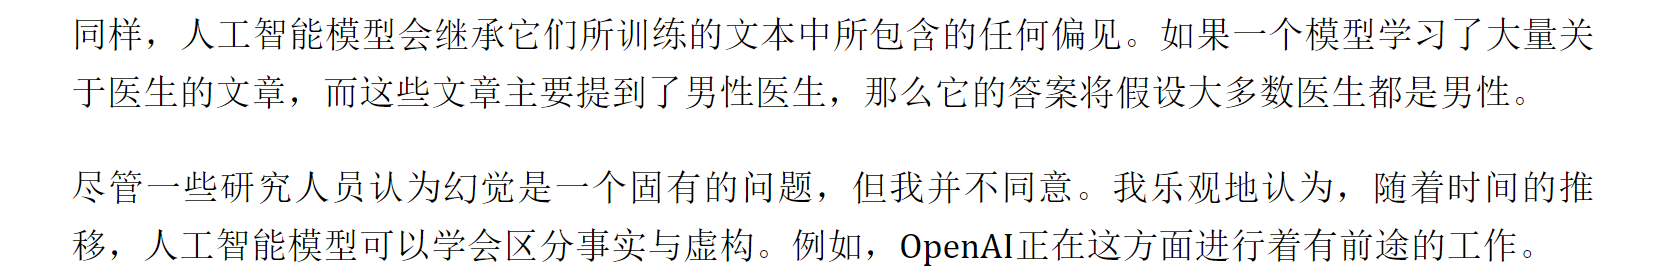 同样，人工智能模型会继承它们所训练的文本中所包含的任何偏见。如果一个模型学习了大量关
于医生的文章，而这些文章主要提到了男性医生，那么它的答案将假设大多数医生都是男性。
尽管一些研究人员认为幻觉是一个固有的问题，但我并不同意。我乐观地认为，随着时间的推
移，人工智能模型可以学会区分事实与虚构。例如，OpenAI正在这方面进行着有前途的工作。